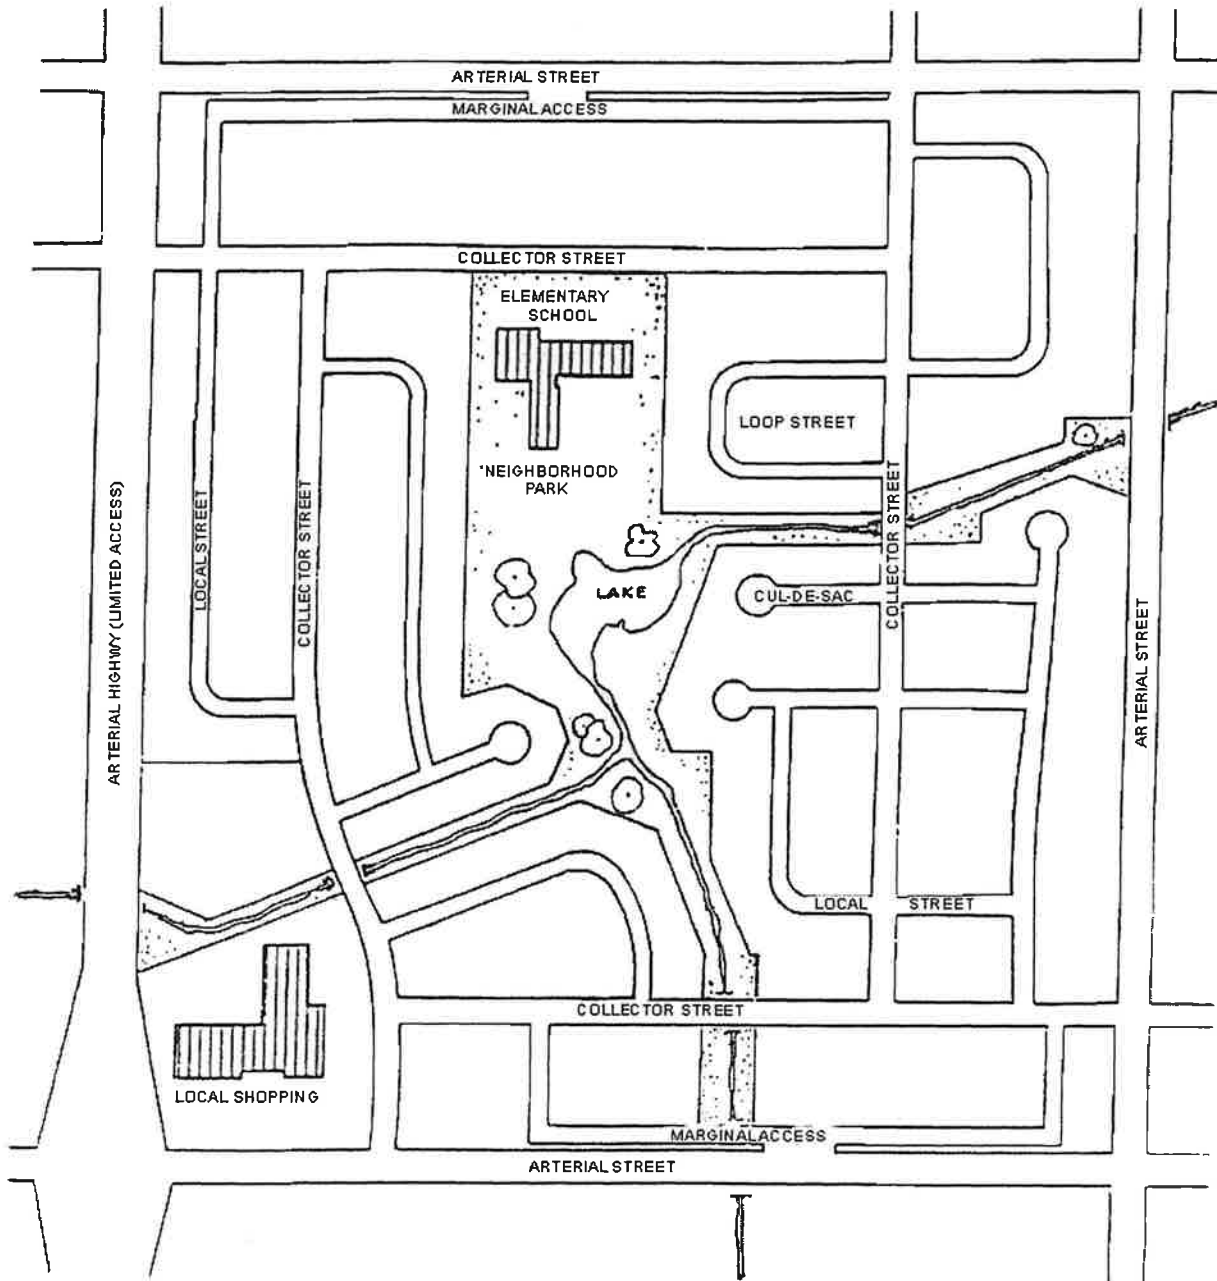 ARTERIAL STREET
MARGINAL ACCESS
COLLECTOR STREET
ELEMENTARY
SCHOOL
LOOP STREET
'NEIGHBORHOOD
PARK
LOCAL STREET
COLLECTOR STREET
COLLECTOR STREET
ARTERIAL HIGHWY (LIMITED ACCESS)
LAKE
CUL-DE-SAC
ARTERIAL STREET
LOCAL STREET
COLLECTOR STREET
LOCAL SHOPPING
MARGINAL ACCESS
ARTERIAL STREET